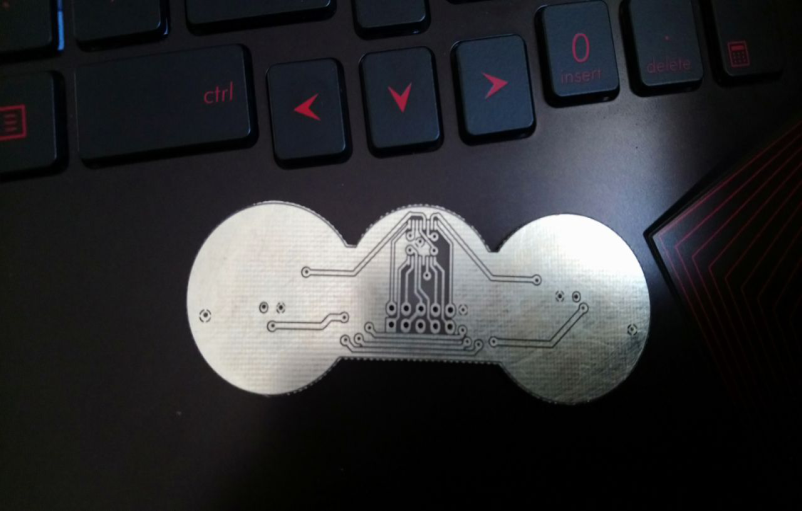 ctrl
0
insert
.
delete